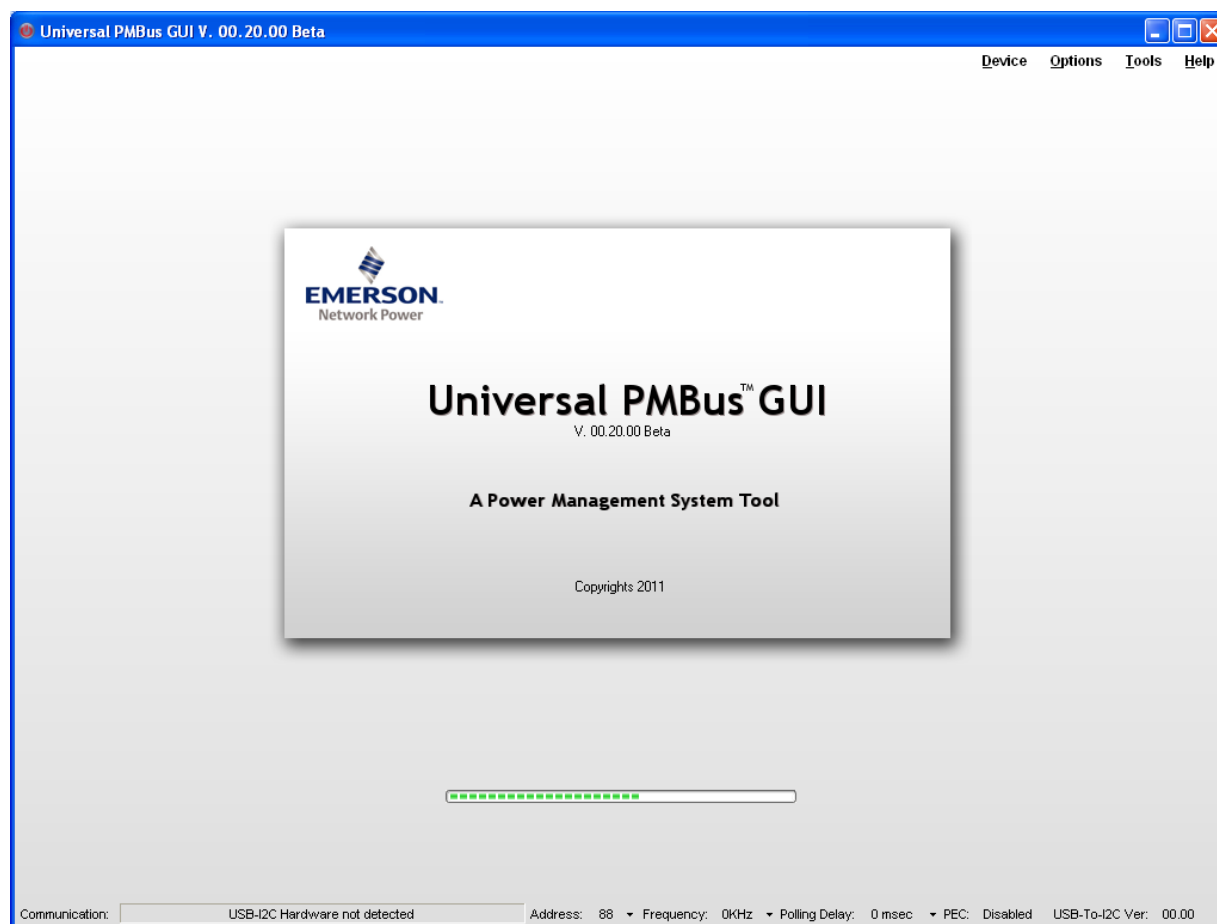 Universal PMBus GUI V. 00.20.00 Beta
Device Options Tools Help
EMERSON™
Network Power
Universal PMBus™ GUI
V. 00.20.00 Beta
A Power Management System Tool
Copyrights 2011
Communication: USB-I2C Hardware not detected Address: 88 Frequency: 0KHz Polling Delay: 0 msec PEC: Disabled USB-To-I2C Ver: 00.00